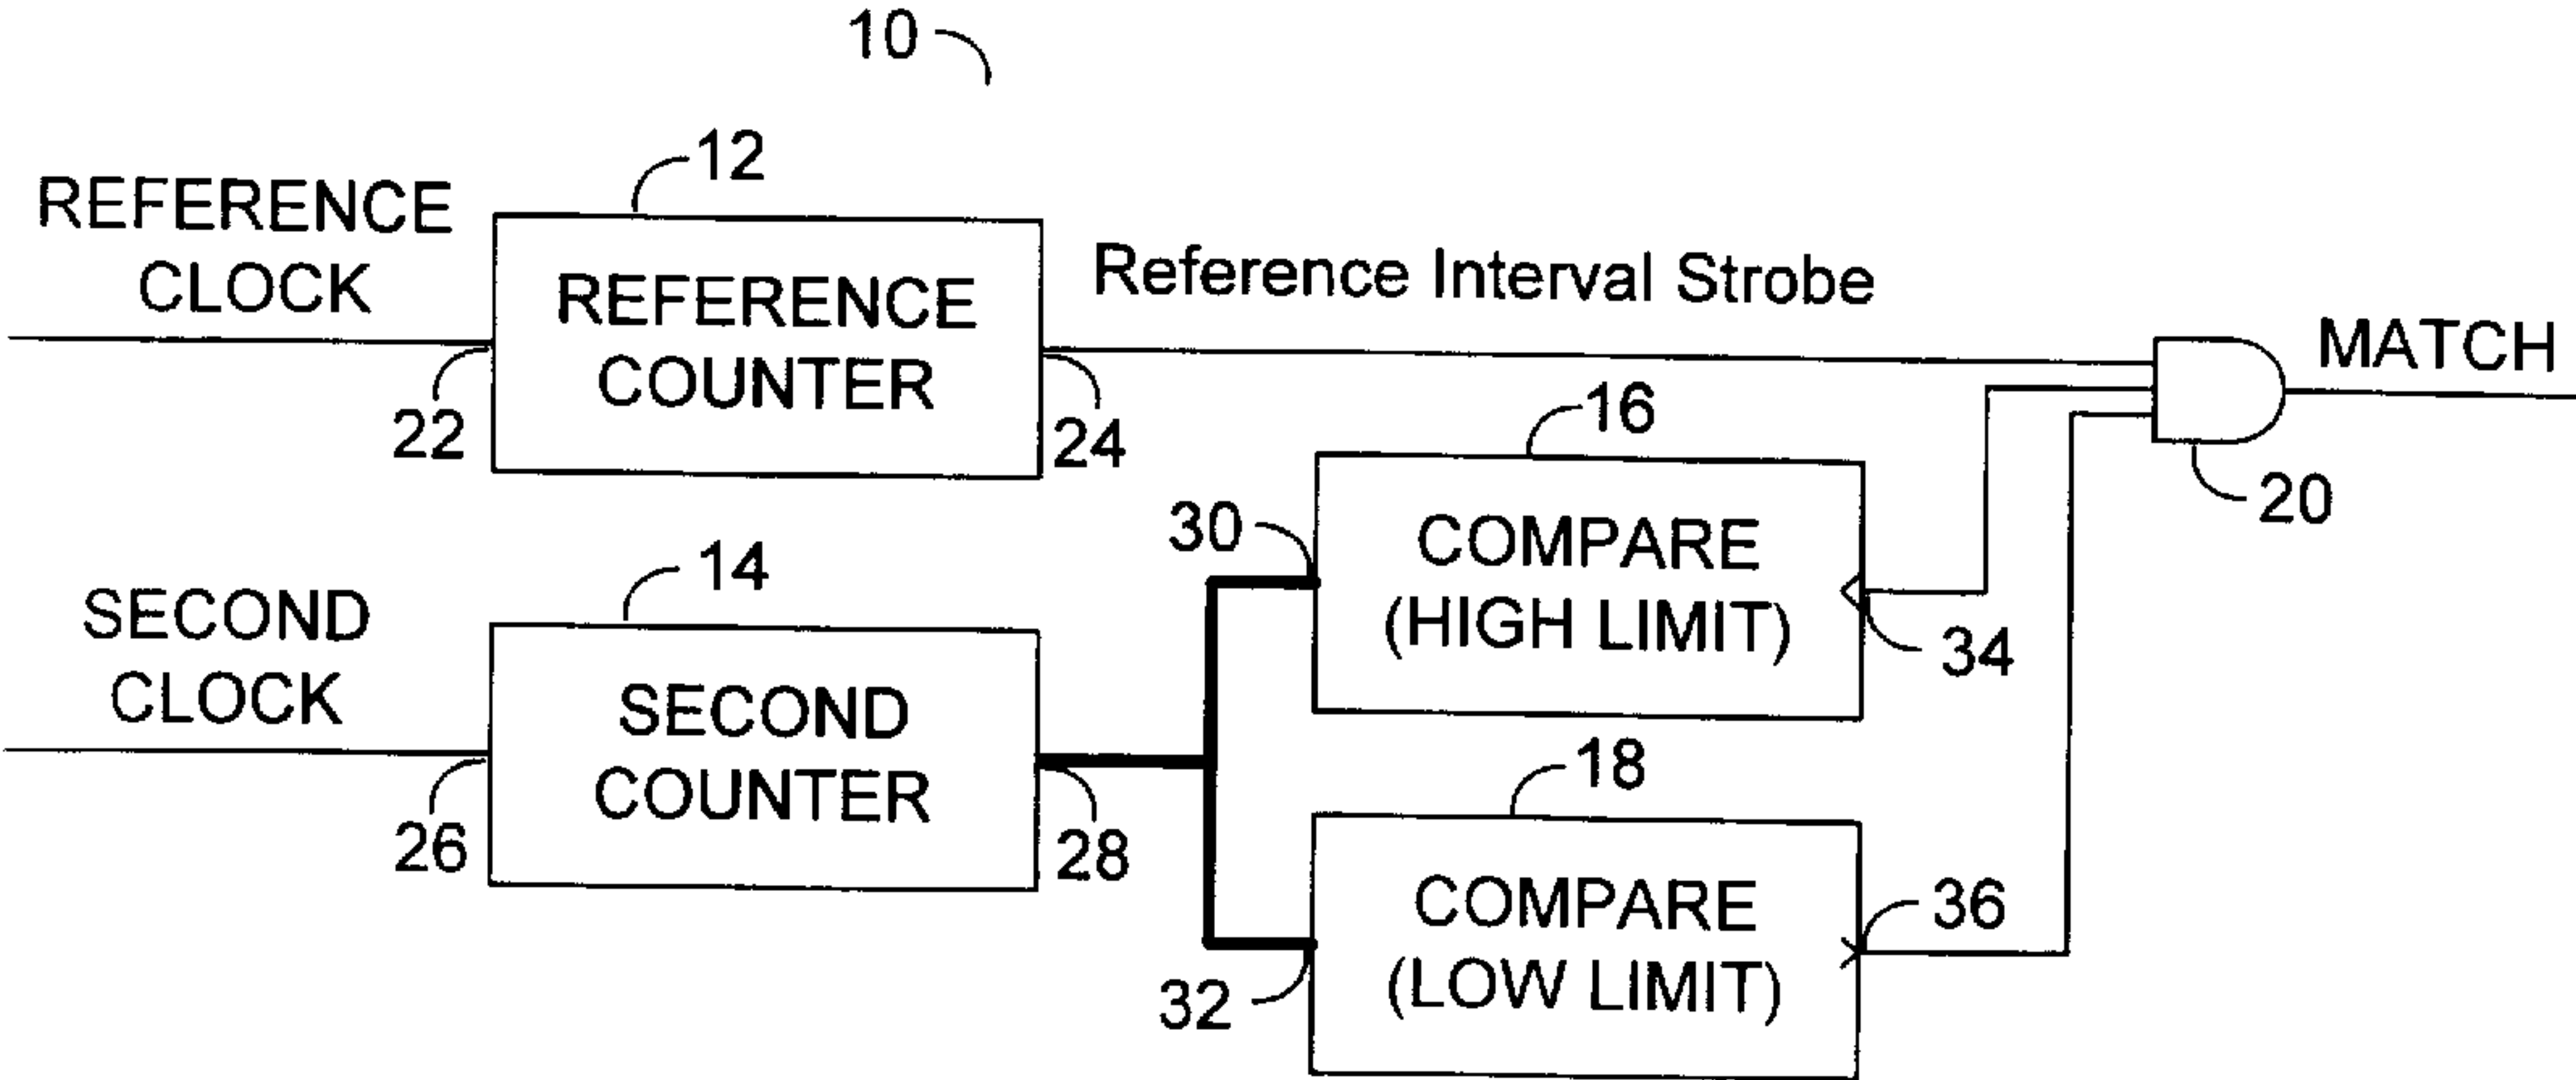 10
12
REFERENCE
CLOCK
REFERENCE
COUNTER
22
24
Reference Interval Strobe
MATCH
20
16
COMPARE
(HIGH LIMIT)
30
34
14
SECOND
CLOCK
SECOND
COUNTER
26
28
18
COMPARE
(LOW LIMIT)
32
36